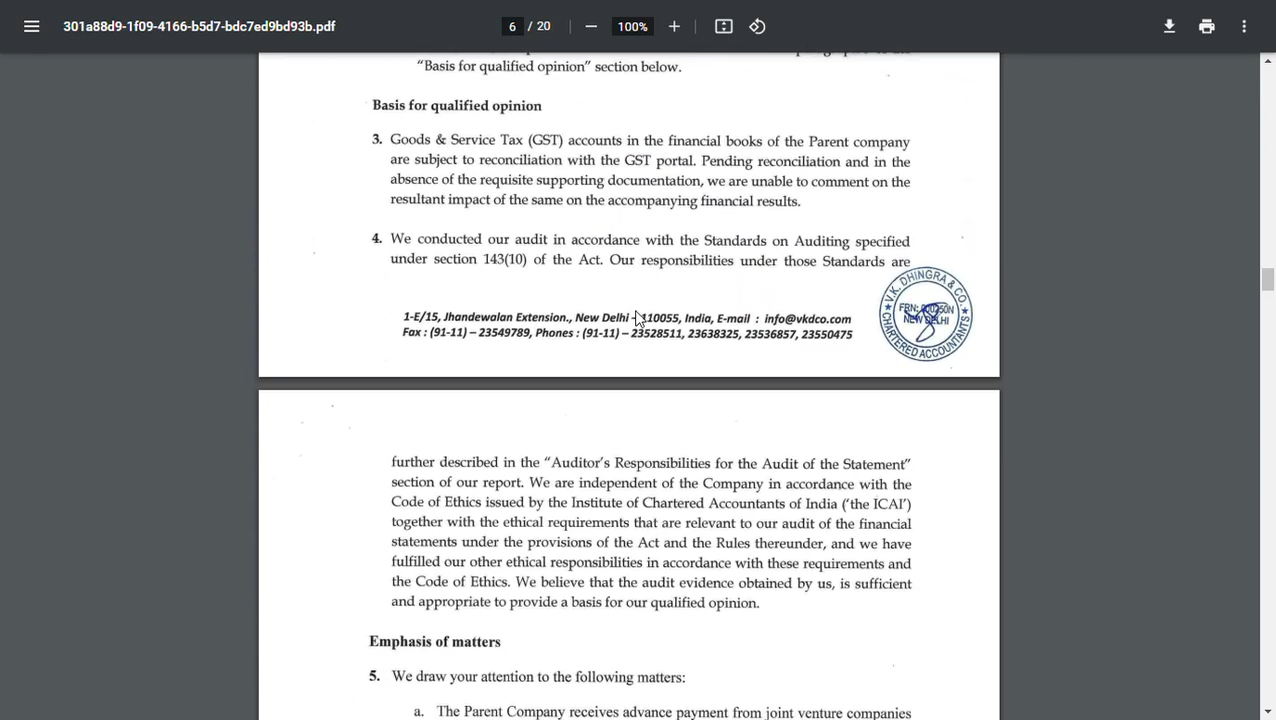 301a88d9-1f09-4166-b5d7-bdc7ed9bd93b.pdf
6 / 20
100%
"Basis for qualified opinion" section below.
Basis for qualified opinion
3. Goods & Service Tax (GST) accounts in the financial books of the Parent company
are subject to reconciliation with the GST portal. Pending reconciliation and in the
absence of the requisite supporting documentation, we are unable to comment on the
resultant impact of the same on the accompanying financial results.
4. We conducted our audit in accordance with the Standards on Auditing specified
under section 143(10) of the Act. Our responsibilities under those Standards are
1-E/15, Jhandewalan Extension., New Delhi - 110055, India, E-mail : info@vkdco.com
Fax : (91-11) – 23549789, Phones : (91-11) – 23528511, 23638325, 23536857, 23550475
V.K. DHINGRA & CO.
FRN: 000250N
NEW DELHI
CHARTERED ACCOUNTANTS
further described in the "Auditor's Responsibilities for the Audit of the Statement"
section of our report. We are independent of the Company in accordance with the
Code of Ethics issued by the Institute of Chartered Accountants of India ('the ICAI')
together with the ethical requirements that are relevant to our audit of the financial
statements under the provisions of the Act and the Rules thereunder, and we have
fulfilled our other ethical responsibilities in accordance with these requirements and
the Code of Ethics. We believe that the audit evidence obtained by us, is sufficient
and appropriate to provide a basis for our qualified opinion.
Emphasis of matters
5. We draw your attention to the following matters:
a. The Parent Company receives advance payment from joint venture companies